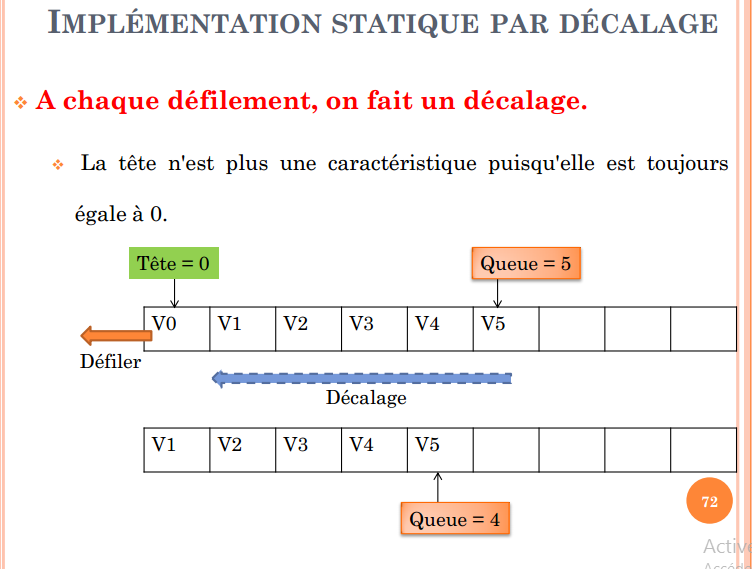 IMPLÉMENTATION STATIQUE PAR DÉCALAGE
A chaque défilement, on fait un décalage.
La tête n'est plus une caractéristique puisqu'elle est toujours
égale à 0.
Tête = 0
Queue = 5
V0 V1 V2 V3 V4 V5
Défiler
Décalage
V1 V2 V3 V4 V5
Queue = 4
72